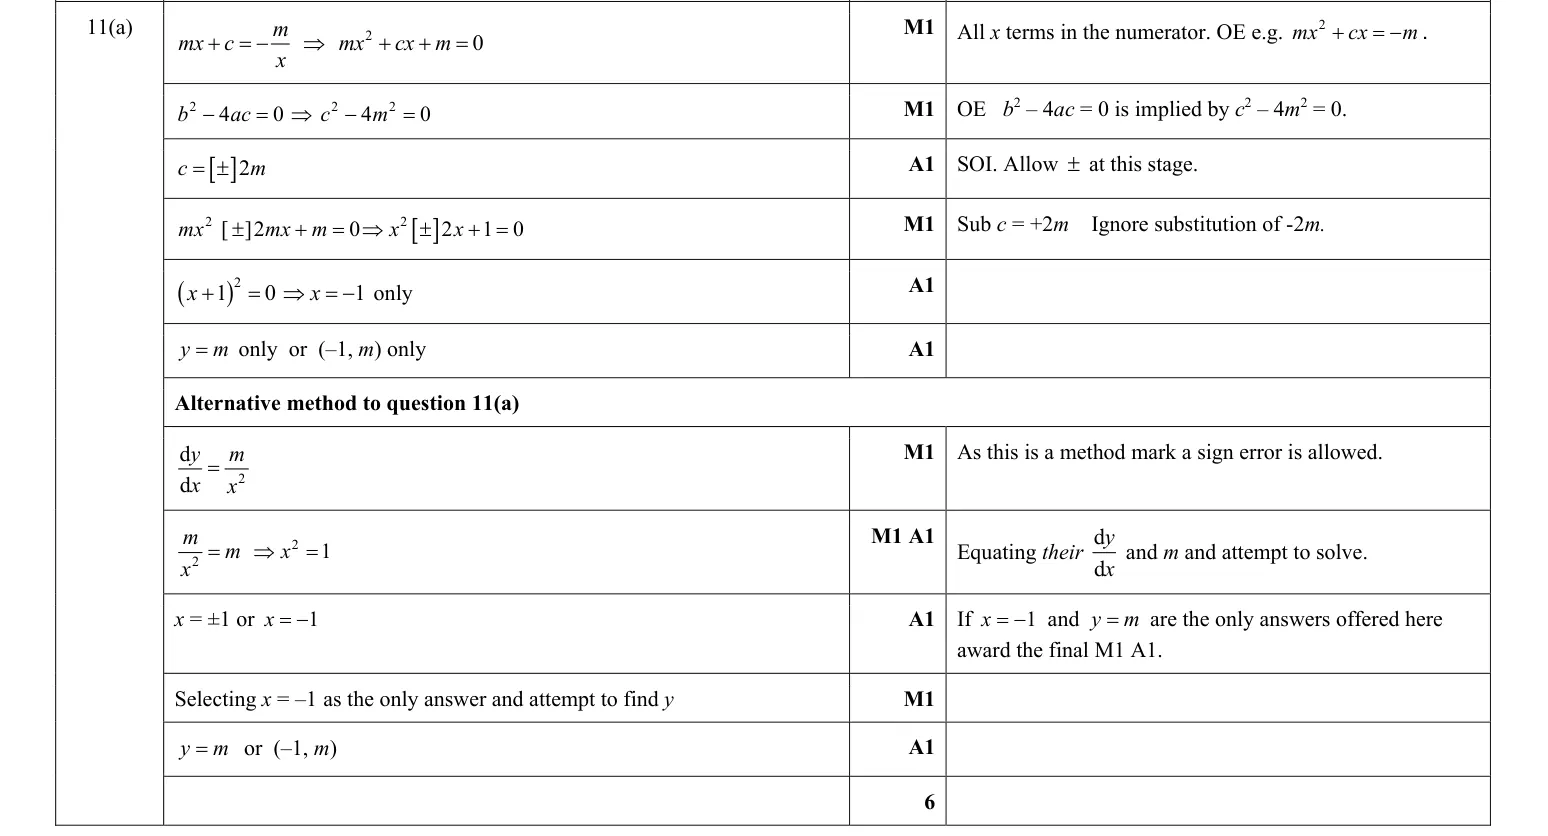 11(a)
mx + c = −m/x ⇒ mx² + cx + m = 0
M1
All x terms in the numerator. OE e.g. mx² + cx = −m .
b² − 4ac = 0 ⇒ c² − 4m² = 0
M1
OE b² – 4ac = 0 is implied by c² – 4m² = 0.
c = [±]2m
A1
SOI. Allow ± at this stage.
mx² [±]2mx + m = 0 ⇒ x² [±]2x + 1 = 0
M1
Sub c = +2m Ignore substitution of -2m.
(x + 1)² = 0 ⇒ x = −1 only
A1
y = m only or (–1, m) only
A1
Alternative method to question 11(a)
dy/dx = m/x²
M1
As this is a method mark a sign error is allowed.
m/x² = m ⇒ x² = 1
M1 A1
Equating their dy/dx and m and attempt to solve.
x = ±1 or x = −1
A1
If x = −1 and y = m are the only answers offered here
award the final M1 A1.
Selecting x = –1 as the only answer and attempt to find y
M1
y = m or (–1, m)
A1
6